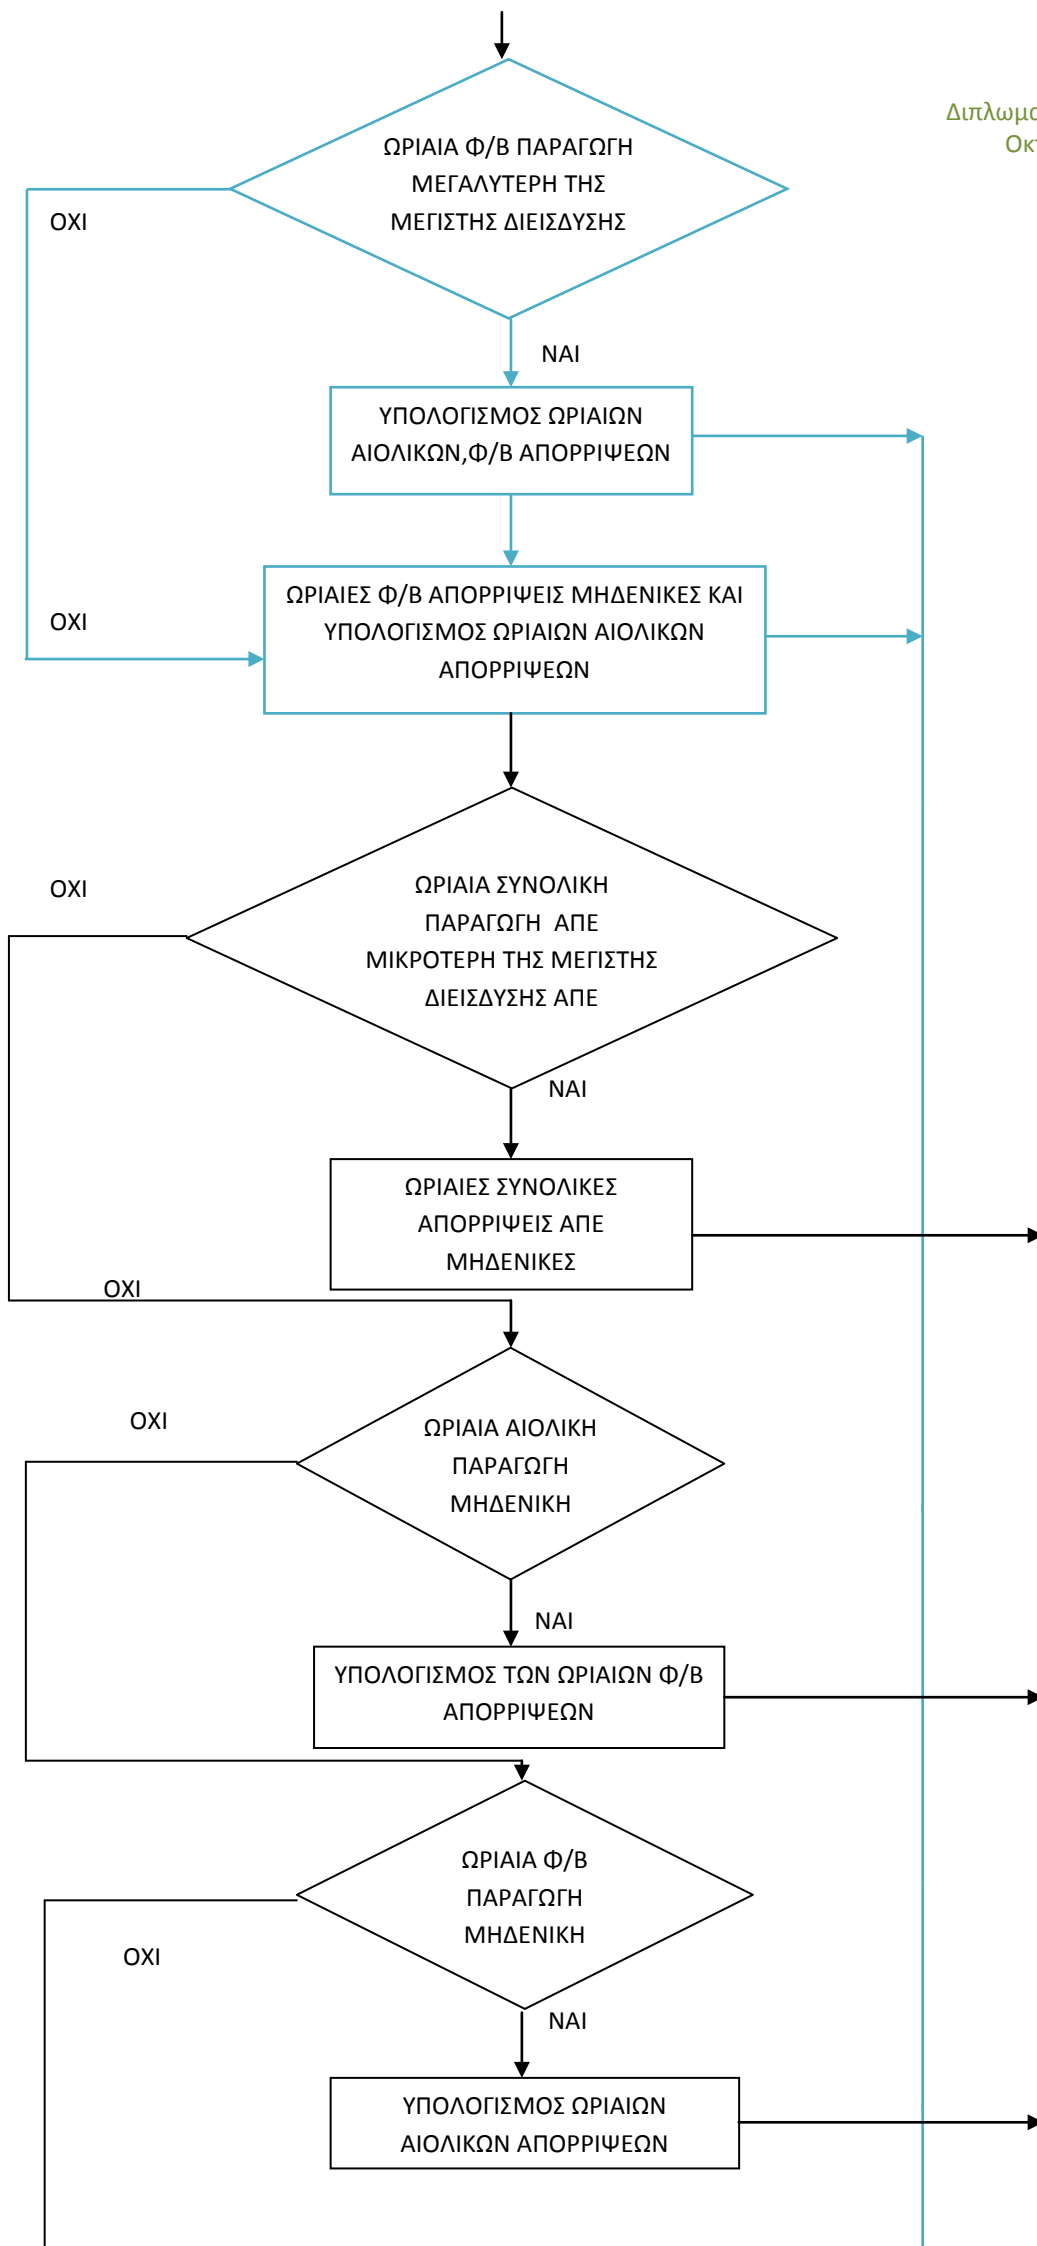 Διπλωμα
Οκτ
ΩΡΙΑΙΑ Φ/Β ΠΑΡΑΓΩΓΗ
ΜΕΓΑΛΥΤΕΡΗ ΤΗΣ
ΜΕΓΙΣΤΗΣ ΔΙΕΙΣΔΥΣΗΣ
ΟΧΙ
ΝΑΙ
ΥΠΟΛΟΓΙΣΜΟΣ ΩΡΙΑΙΩΝ
ΑΙΟΛΙΚΩΝ,Φ/Β ΑΠΟΡΡΙΨΕΩΝ
ΩΡΙΑΙΕΣ Φ/Β ΑΠΟΡΡΙΨΕΙΣ ΜΗΔΕΝΙΚΕΣ ΚΑΙ
ΥΠΟΛΟΓΙΣΜΟΣ ΩΡΙΑΙΩΝ ΑΙΟΛΙΚΩΝ
ΑΠΟΡΡΙΨΕΩΝ
ΟΧΙ
ΟΧΙ
ΩΡΙΑΙΑ ΣΥΝΟΛΙΚΗ
ΠΑΡΑΓΩΓΗ ΑΠΕ
ΜΙΚΡΟΤΕΡΗ ΤΗΣ ΜΕΓΙΣΤΗΣ
ΔΙΕΙΣΔΥΣΗΣ ΑΠΕ
ΝΑΙ
ΩΡΙΑΙΕΣ ΣΥΝΟΛΙΚΕΣ
ΑΠΟΡΡΙΨΕΙΣ ΑΠΕ
ΜΗΔΕΝΙΚΕΣ
ΟΧΙ
ΟΧΙ
ΩΡΙΑΙΑ ΑΙΟΛΙΚΗ
ΠΑΡΑΓΩΓΗ
ΜΗΔΕΝΙΚΗ
ΝΑΙ
ΥΠΟΛΟΓΙΣΜΟΣ ΤΩΝ ΩΡΙΑΙΩΝ Φ/Β
ΑΠΟΡΡΙΨΕΩΝ
ΩΡΙΑΙΑ Φ/Β
ΠΑΡΑΓΩΓΗ
ΜΗΔΕΝΙΚΗ
ΟΧΙ
ΝΑΙ
ΥΠΟΛΟΓΙΣΜΟΣ ΩΡΙΑΙΩΝ
ΑΙΟΛΙΚΩΝ ΑΠΟΡΡΙΨΕΩΝ